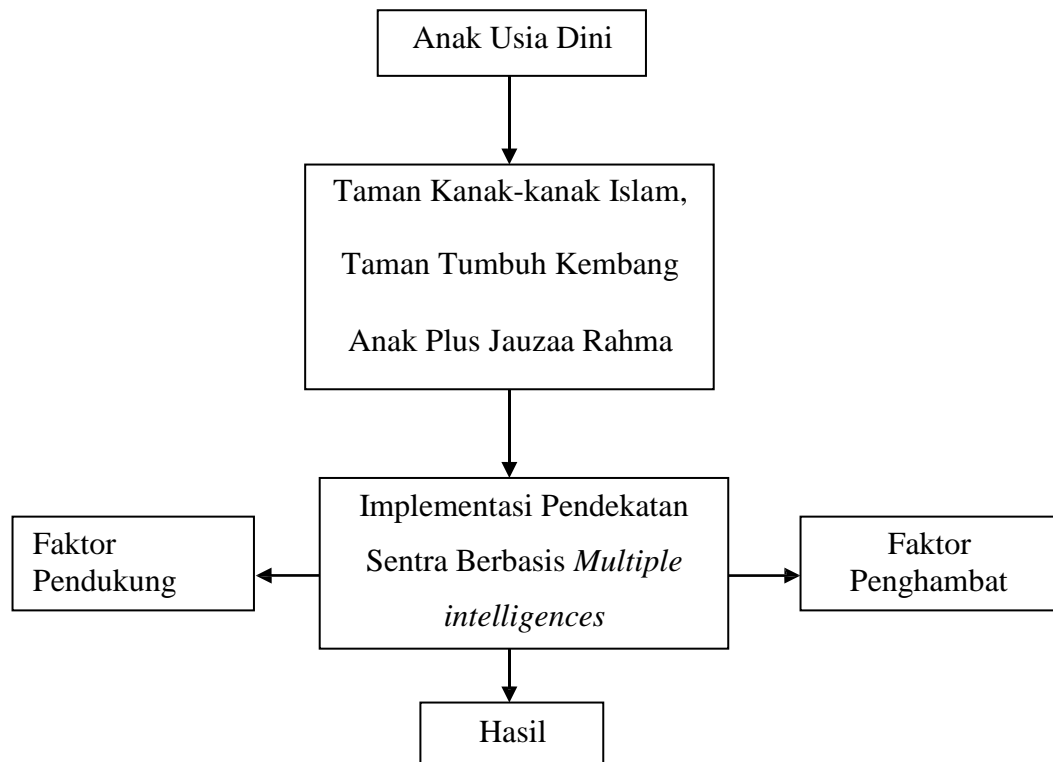 Anak Usia Dini
Taman Kanak-kanak Islam,
Taman Tumbuh Kembang
Anak Plus Jauzaa Rahma
Implementasi Pendekatan
Sentra Berbasis Multiple
intelligences
Faktor
Pendukung
Faktor
Penghambat
Hasil